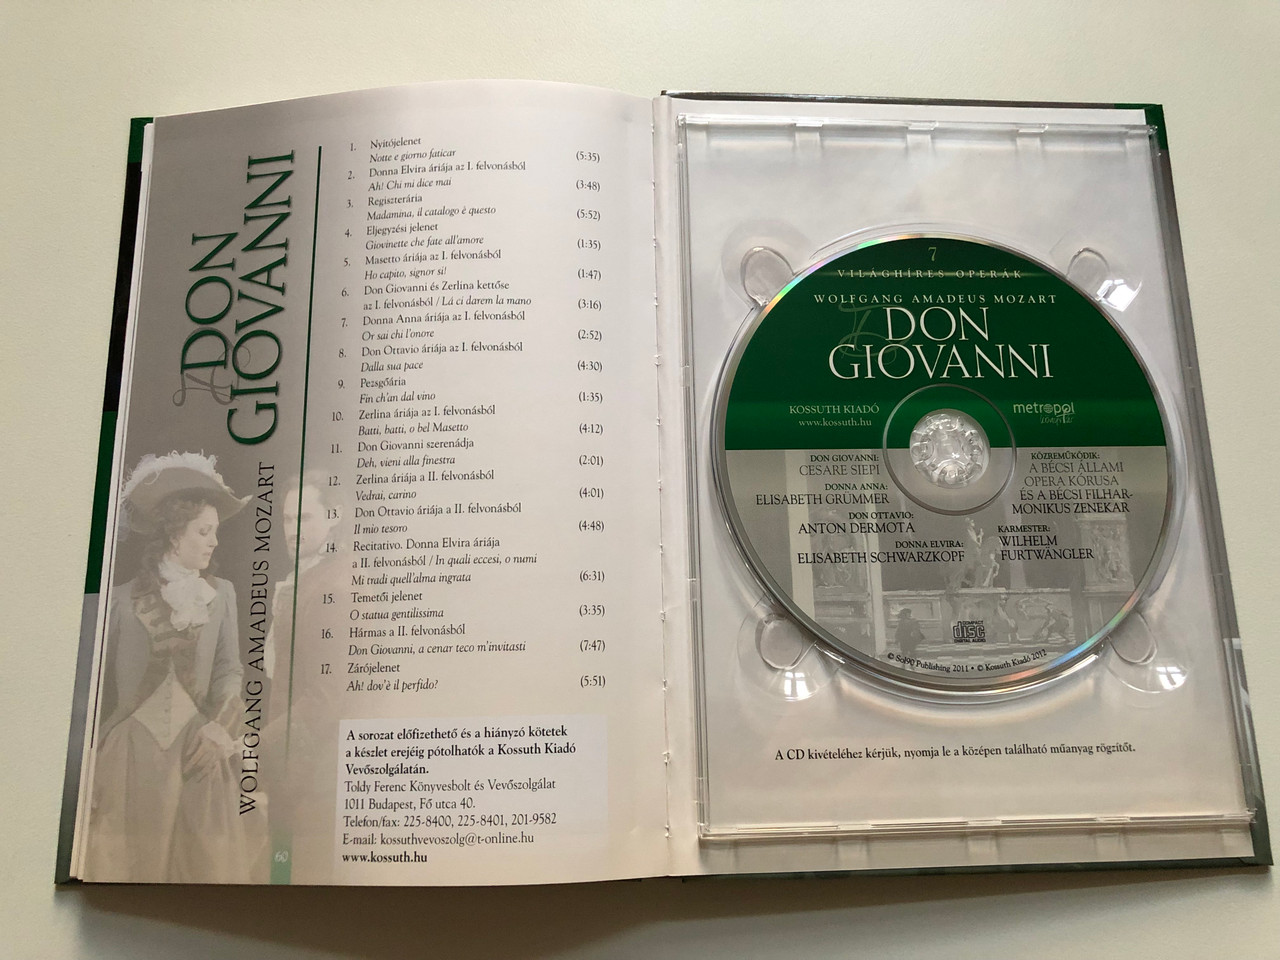 DON
GIOVANNI
WOLFGANG AMADEUS MOZART
1. Nyitójelenet
Notte e giorno faticar (5:35)
2. Donna Elvira áriája az I. felvonásból
Ah! Chi mi dice mai (3:48)
3. Regiszterária
Madamina, il catalogo è questo (5:52)
4. Eljegyzési jelenet
Giovinette che fate all'amore (1:35)
5. Masetto áriája az I. felvonásból
Ho capito, signor si! (1:47)
6. Don Giovanni és Zerlina kettőse
az I. felvonásból / Lá ci darem la mano (3:16)
7. Donna Anna áriája az I. felvonásból
Or sai chi l'onore (2:52)
8. Don Ottavio áriája az I. felvonásból
Dalla sua pace (4:30)
9. Pezsgőária
Fin ch'an dal vino (1:35)
10. Zerlina áriája az I. felvonásból
Batti, batti, o bel Masetto (4:12)
11. Don Giovanni szerenádja
Deh, vieni alla finestra (2:01)
12. Zerlina áriája a II. felvonásból
Vedrai, carino (4:01)
13. Don Ottavio áriája a II. felvonásból
Il mio tesoro (4:48)
14. Recitativo. Donna Elvira áriája
a II. felvonásból / In quali eccesi, o numi
Mi tradi quell'alma ingrata (6:31)
15. Temetői jelenet
O statua gentilissima (3:35)
16. Hármas a II. felvonásból
Don Giovanni, a cenar teco m'invitasti (7:47)
17. Zárójelenet
Ah! dov'è il perfido? (5:51)
A sorozat előfizethető és a hiányzó kötetek
a készlet erejéig pótolhatók a Kossuth Kiadó
Vevőszolgálatán.
Toldy Ferenc Könyvesbolt és Vevőszolgálat
1011 Budapest, Fő utca 40.
Telefon/fax: 225-8400, 225-8401, 201-9582
E-mail: kossuthvevoszolg@t-online.hu
www.kossuth.hu
60
7
VILÁGHÍRES OPERÁK
WOLFGANG AMADEUS MOZART
DON
GIOVANNI
KOSSUTH KIADÓ
www.kossuth.hu
metropol
DON GIOVANNI:
CESARE SIEPI
DONNA ANNA:
ELISABETH GRÜMMER
DON OTTAVIO:
ANTON DERMOTA
DONNA ELVIRA:
ELISABETH SCHWARZKOPF
KÖZREMŰKÖDIK:
A BÉCSI ÁLLAMI
OPERA KÓRUSA
ÉS A BÉCSI FILHAR-
MONIKUS ZENEKAR
KARMESTER:
WILHELM
FURTWÄNGLER
COMPACT
disc
DIGITAL AUDIO
© Sol90 Publishing 2011 • © Kossuth Kiadó 2012
A CD kivételéhez kérjük, nyomja le a középen található műanyag rögzítőt.